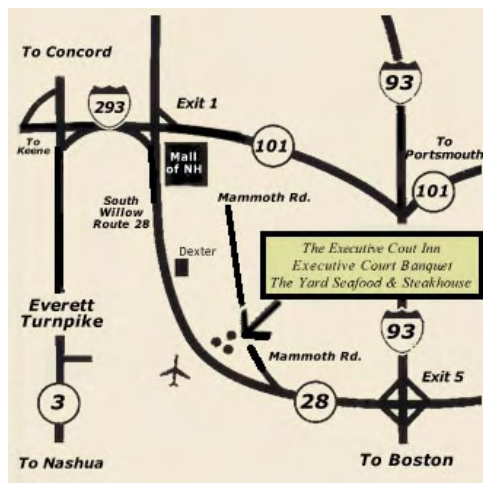 To Concord
93
293
Exit 1
To
Keene
101
To
Portsmouth
Mall
of NH
101
South
Willow
Route 28
Mammoth Rd.
Dexter
The Executive Cout Inn
Executive Court Banquet
The Yard Seafood & Steakhouse
Everett
Turnpike
93
Mammoth Rd.
Exit 5
3
28
To Nashua
To Boston